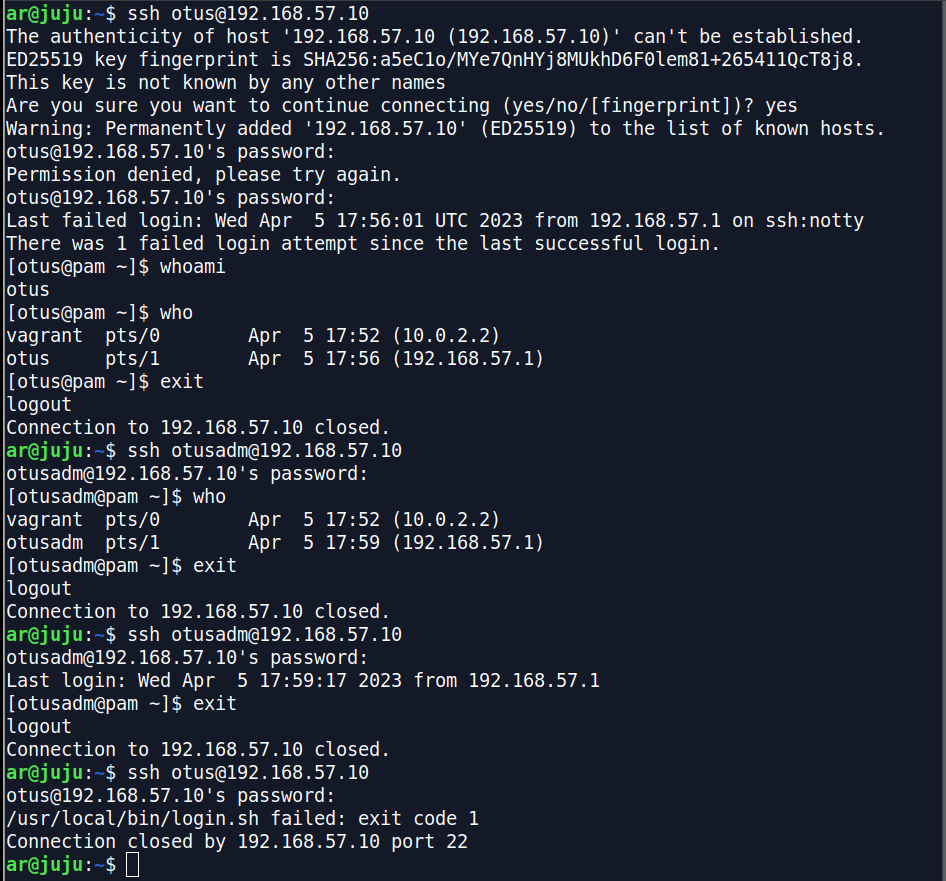 ar@juju:~$ ssh otus@192.168.57.10
The authenticity of host '192.168.57.10 (192.168.57.10)' can't be established.
ED25519 key fingerprint is SHA256:a5eC1o/MYe7QnHYj8MUkhD6F0lem81+265411QcT8j8.
This key is not known by any other names
Are you sure you want to continue connecting (yes/no/[fingerprint])? yes
Warning: Permanently added '192.168.57.10' (ED25519) to the list of known hosts.
otus@192.168.57.10's password:
Permission denied, please try again.
otus@192.168.57.10's password:
Last failed login: Wed Apr  5 17:56:01 UTC 2023 from 192.168.57.1 on ssh:notty
There was 1 failed login attempt since the last successful login.
[otus@pam ~]$ whoami
otus
[otus@pam ~]$ who
vagrant  pts/0        Apr  5 17:52 (10.0.2.2)
otus     pts/1        Apr  5 17:56 (192.168.57.1)
[otus@pam ~]$ exit
logout
Connection to 192.168.57.10 closed.
ar@juju:~$ ssh otusadm@192.168.57.10
otusadm@192.168.57.10's password:
[otusadm@pam ~]$ who
vagrant  pts/0        Apr  5 17:52 (10.0.2.2)
otusadm  pts/1        Apr  5 17:59 (192.168.57.1)
[otusadm@pam ~]$ exit
logout
Connection to 192.168.57.10 closed.
ar@juju:~$ ssh otusadm@192.168.57.10
otusadm@192.168.57.10's password:
Last login: Wed Apr  5 17:59:17 2023 from 192.168.57.1
[otusadm@pam ~]$ exit
logout
Connection to 192.168.57.10 closed.
ar@juju:~$ ssh otus@192.168.57.10
otus@192.168.57.10's password:
/usr/local/bin/login.sh failed: exit code 1
Connection closed by 192.168.57.10 port 22
ar@juju:~$